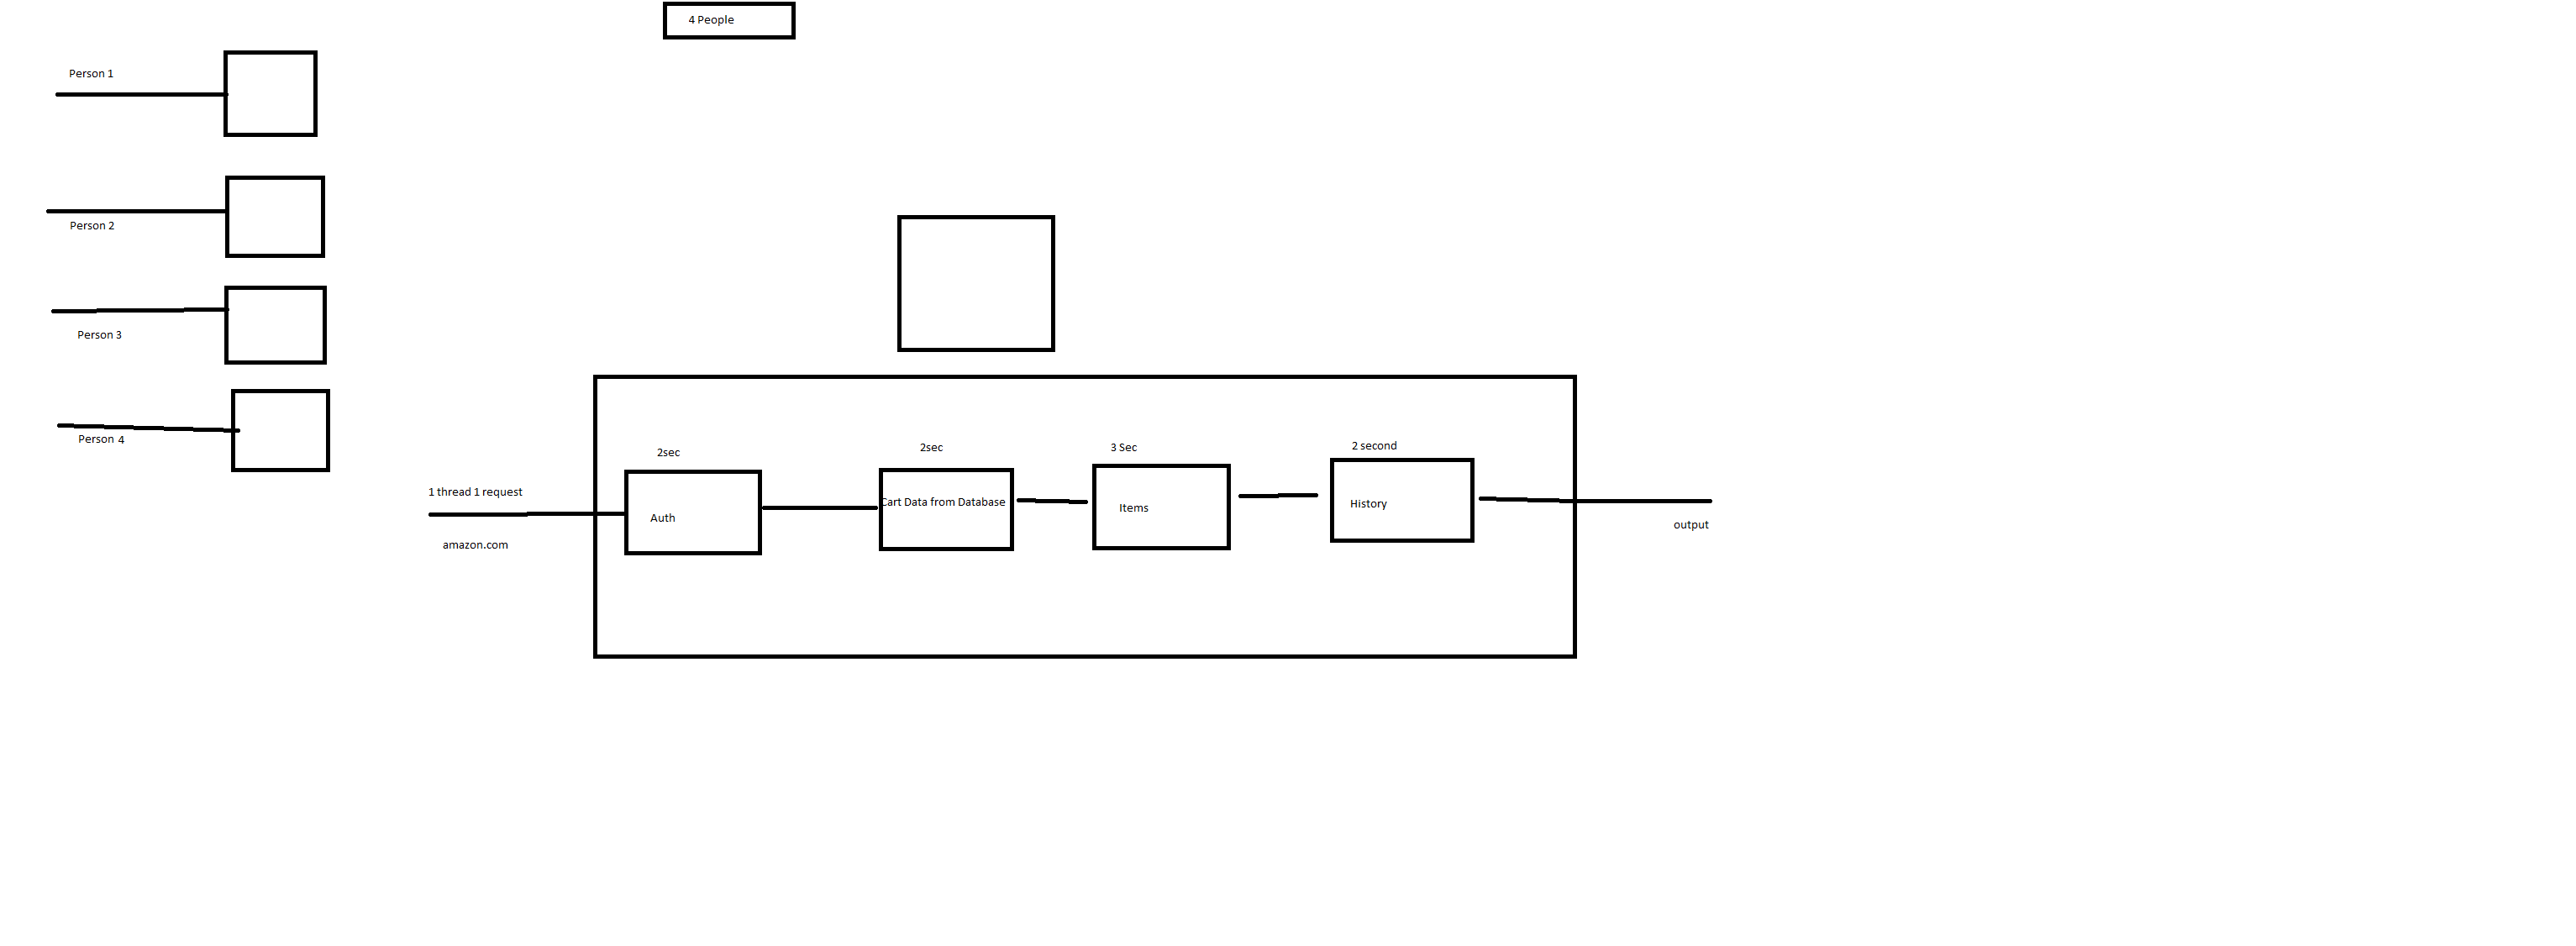 4 People
Person 1
Person 2
Person 3
Person 4
2sec
2sec
3 Sec
2 second
1 thread 1 request
Auth
Cart Data from Database
Items
History
amazon.com
output